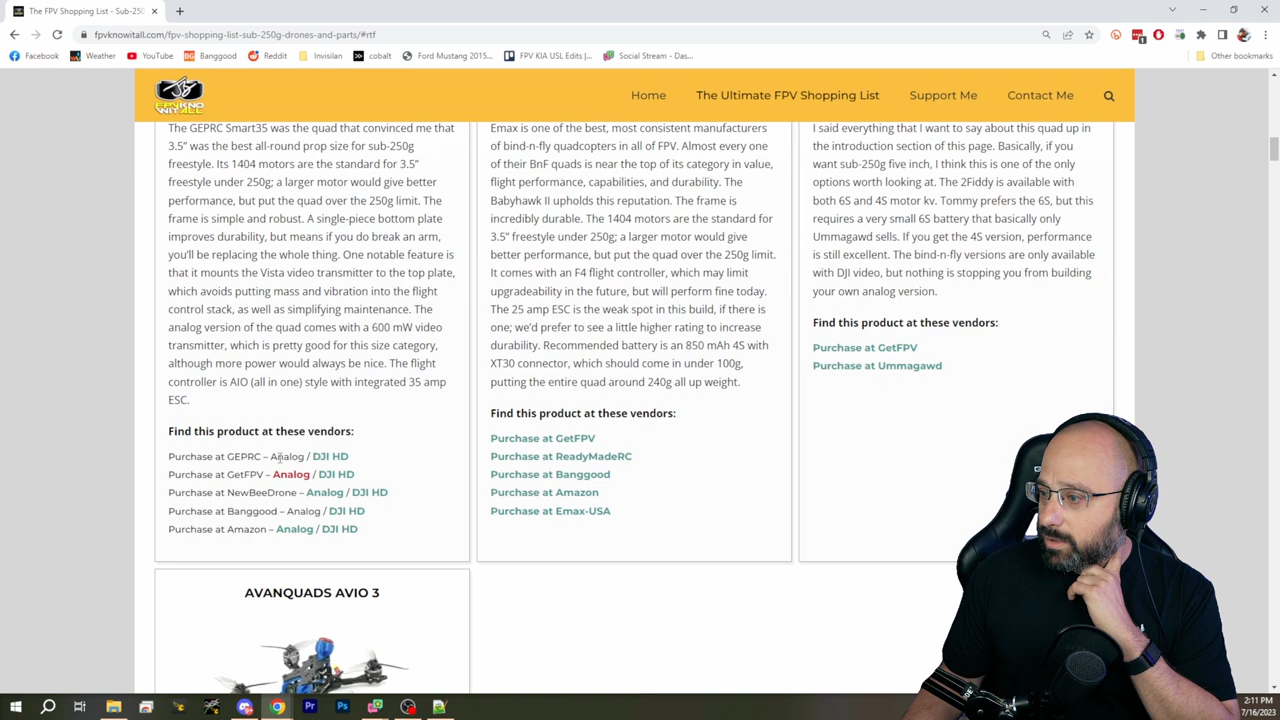 The FPV Shopping List - Sub-250
fpvknowitall.com/fpv-shopping-list-sub-250g-drones-and-parts/#rtf
Facebook
Weather
YouTube
Banggood
Reddit
Invisilan
cobalt
Ford Mustang 2015...
FPV KIA USL Edits |...
Social Stream - Das...
Other bookmarks
FPV KNOW IT ALL
Home
The Ultimate FPV Shopping List
Support Me
Contact Me
The GEPRC Smart35 was the quad that convinced me that
3.5” was the best all-round prop size for sub-250g
freestyle. Its 1404 motors are the standard for 3.5”
freestyle under 250g; a larger motor would give better
performance, but put the quad over the 250g limit. The
frame is simple and robust. A single-piece bottom plate
improves durability, but means if you do break an arm,
you’ll be replacing the whole thing. One notable feature is
that it mounts the Vista video transmitter to the top plate,
which avoids putting mass and vibration into the flight
control stack, as well as simplifying maintenance. The
analog version of the quad comes with a 600 mW video
transmitter, which is pretty good for this size category,
although more power would always be nice. The flight
controller is AIO (all in one) style with integrated 35 amp
ESC.
Find this product at these vendors:
Purchase at GEPRC – Analog / DJI HD
Purchase at GetFPV – Analog / DJI HD
Purchase at NewBeeDrone – Analog / DJI HD
Purchase at Banggood – Analog / DJI HD
Purchase at Amazon – Analog / DJI HD
Emax is one of the best, most consistent manufacturers
of bind-n-fly quadcopters in all of FPV. Almost every one
of their BnF quads is near the top of its category in value,
flight performance, capabilities, and durability. The
Babyhawk II upholds this reputation. The frame is
incredibly durable. The 1404 motors are the standard for
3.5” freestyle under 250g; a larger motor would give
better performance, but put the quad over the 250g limit.
It comes with an F4 flight controller, which may limit
upgradeability in the future, but will perform fine today.
The 25 amp ESC is the weak spot in this build, if there is
one; we’d prefer to see a little higher rating to increase
durability. Recommended battery is an 850 mAh 4S with
XT30 connector, which should come in under 100g,
putting the entire quad around 240g all up weight.
Find this product at these vendors:
Purchase at GetFPV
Purchase at ReadyMadeRC
Purchase at Banggood
Purchase at Amazon
Purchase at Emax-USA
I said everything that I want to say about this quad up in
the introduction section of this page. Basically, if you
want sub-250g five inch, I think this is one of the only
options worth looking at. The 2Fiddy is available with
both 6S and 4S motor kv. Tommy prefers the 6S, but this
requires a very small 6S battery that basically only
Ummagawd sells. If you get the 4S version, performance
is still excellent. The bind-n-fly versions are only available
with DJI video, but nothing is stopping you from building
your own analog version.
Find this product at these vendors:
Purchase at GetFPV
Purchase at Ummagawd
AVANQUADS AVIO 3
2:11 PM
7/16/2023